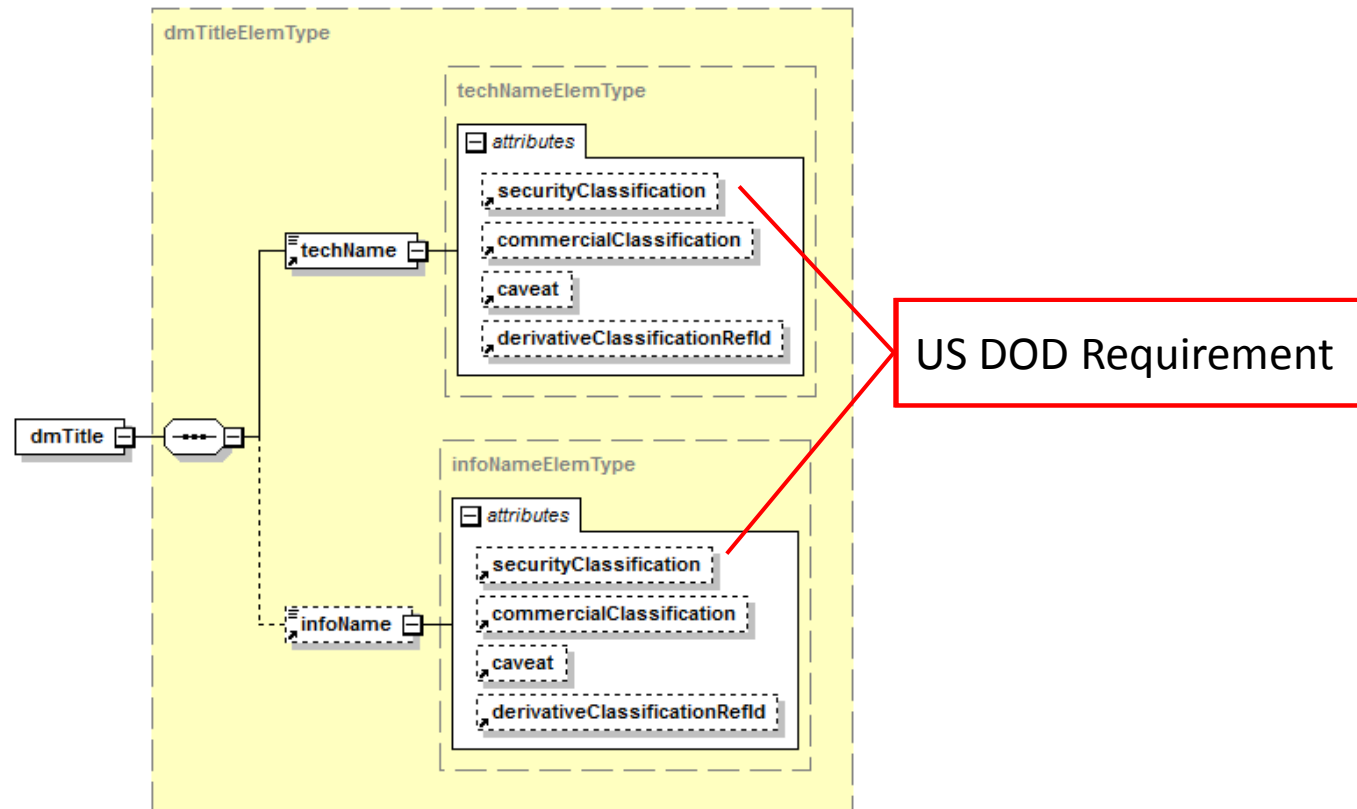 dmTitleElemType
techNameElemType
attributes
securityClassification
commercialClassification
caveat
derivativeClassificationRefId
techName
US DOD Requirement
dmTitle
infoNameElemType
attributes
securityClassification
commercialClassification
caveat
derivativeClassificationRefId
infoName